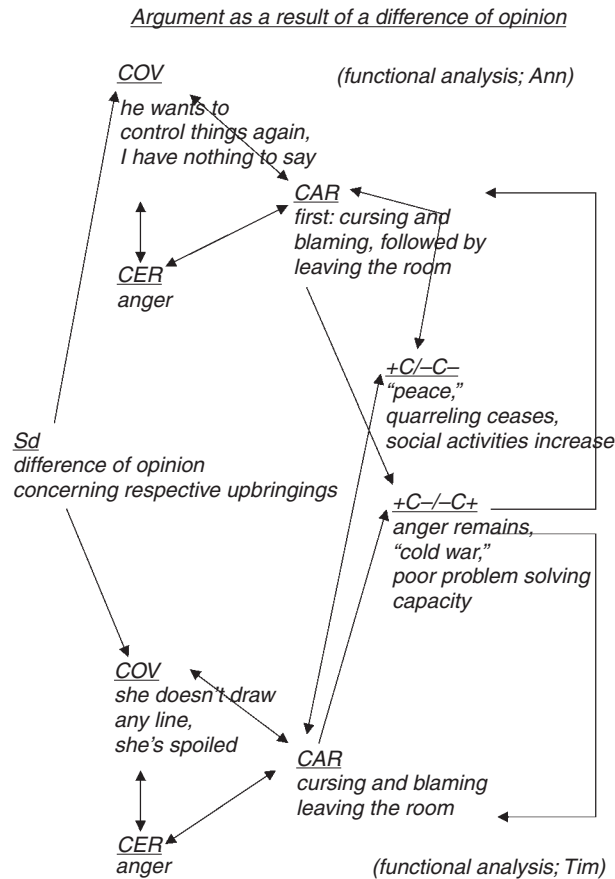 Argument as a result of a difference of opinion
COV
(functional analysis; Ann)
he wants to
control things again,
I have nothing to say
CAR
first: cursing and
blaming, followed by
leaving the room
CER
anger
+C/–C–
“peace,”
quarreling ceases,
social activities increase
Sd
difference of opinion
concerning respective upbringings
+C–/–C+
anger remains,
“cold war,”
poor problem solving
capacity
COV
she doesn't draw
any line,
she's spoiled
CAR
cursing and blaming
leaving the room
CER
anger
(functional analysis; Tim)